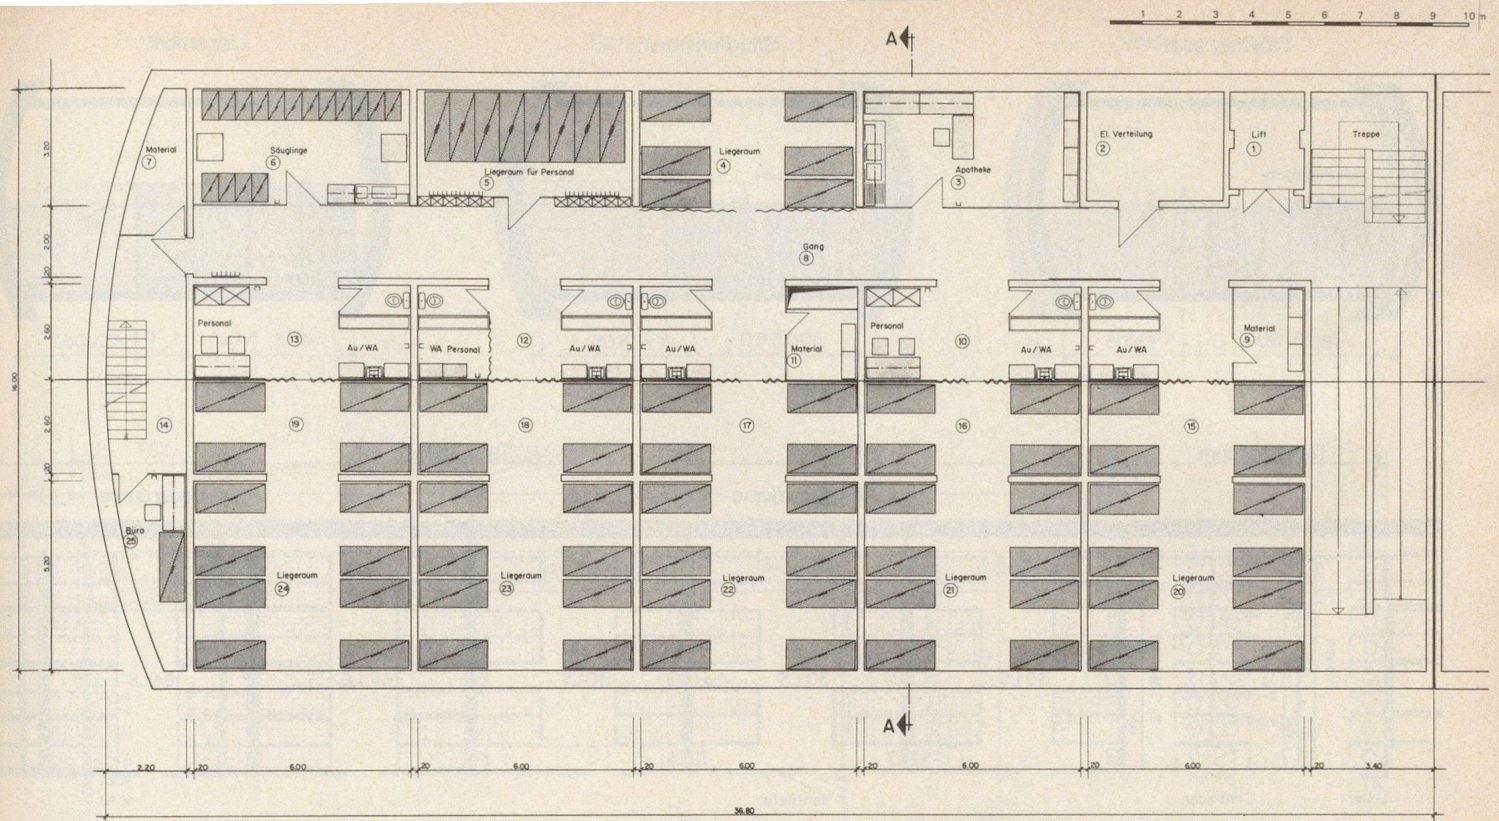 1 2 3 4 5 6 7 8 9 10 m
A
Material
7
Säuglinge
6
Liegeraum für Personal
5
Liegeraum
4
Apotheke
3
El. Verteilung
2
Lift
1
Treppe
Gang
8
Personal
13
Au/WA
WA Personal
12
Au/WA
Au/WA
Material
11
Personal
10
Au/WA
Au/WA
Material
9
14
19
18
17
16
15
Büro
25
Liegeraum
24
Liegeraum
23
Liegeraum
22
Liegeraum
21
Liegeraum
20
A
3.20
2.00
20
2.60
16.00
2.60
20
5.20
2.20 20 6.00 20 6.00 20 6.00 20 6.00 20 6.00 20 3.40
36.80